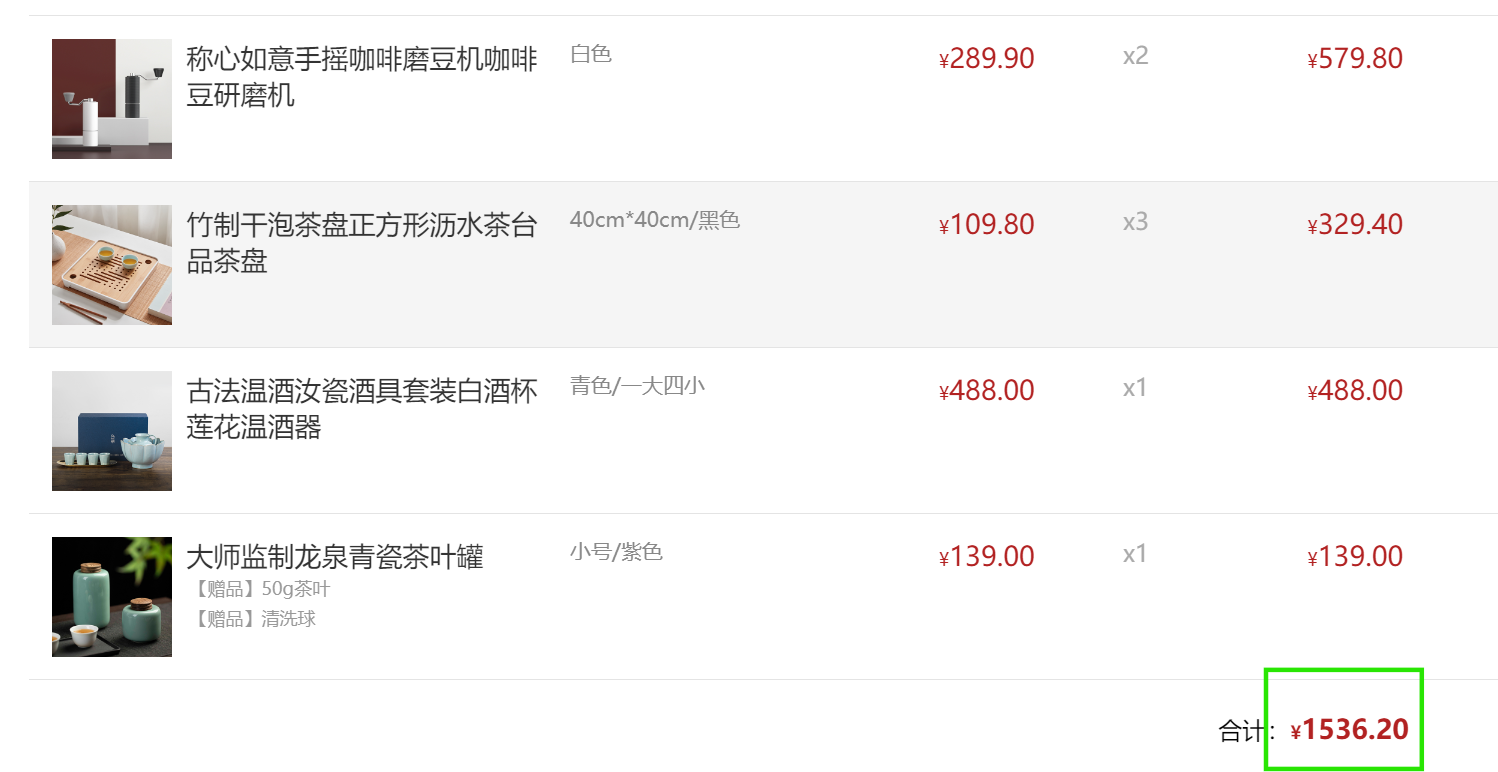 称心如意手摇咖啡磨豆机咖啡 白色 ¥289.90 x2 ¥579.80
豆研磨机
竹制干泡茶盘正方形沥水茶台 40cm*40cm/黑色 ¥109.80 x3 ¥329.40
品茶盘
古法温酒汝瓷酒具套装白酒杯 青色/一大四小 ¥488.00 x1 ¥488.00
莲花温酒器
大师监制龙泉青瓷茶叶罐 小号/紫色 ¥139.00 x1 ¥139.00
【赠品】50g茶叶
【赠品】清洗球
合计：¥1536.20